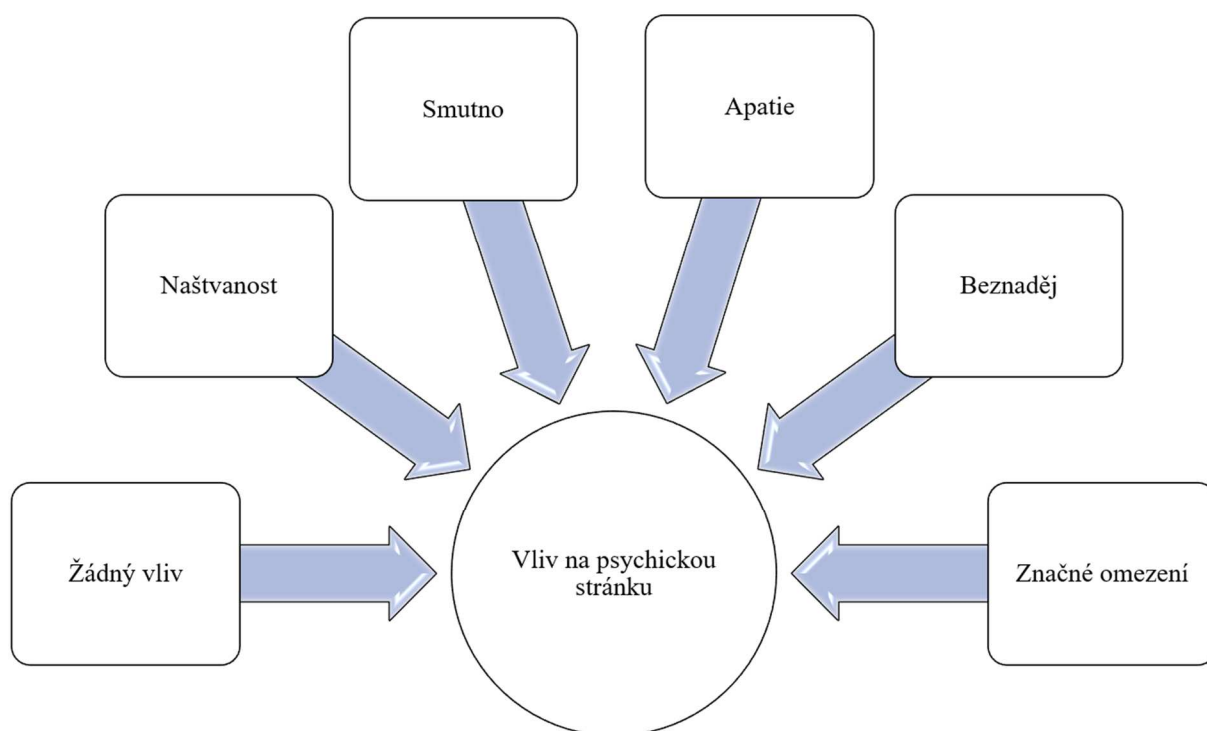 Smutno
Apatie
Naštvanost
Beznaděj
Žádný vliv
Vliv na psychickou
stránku
Značné omezení